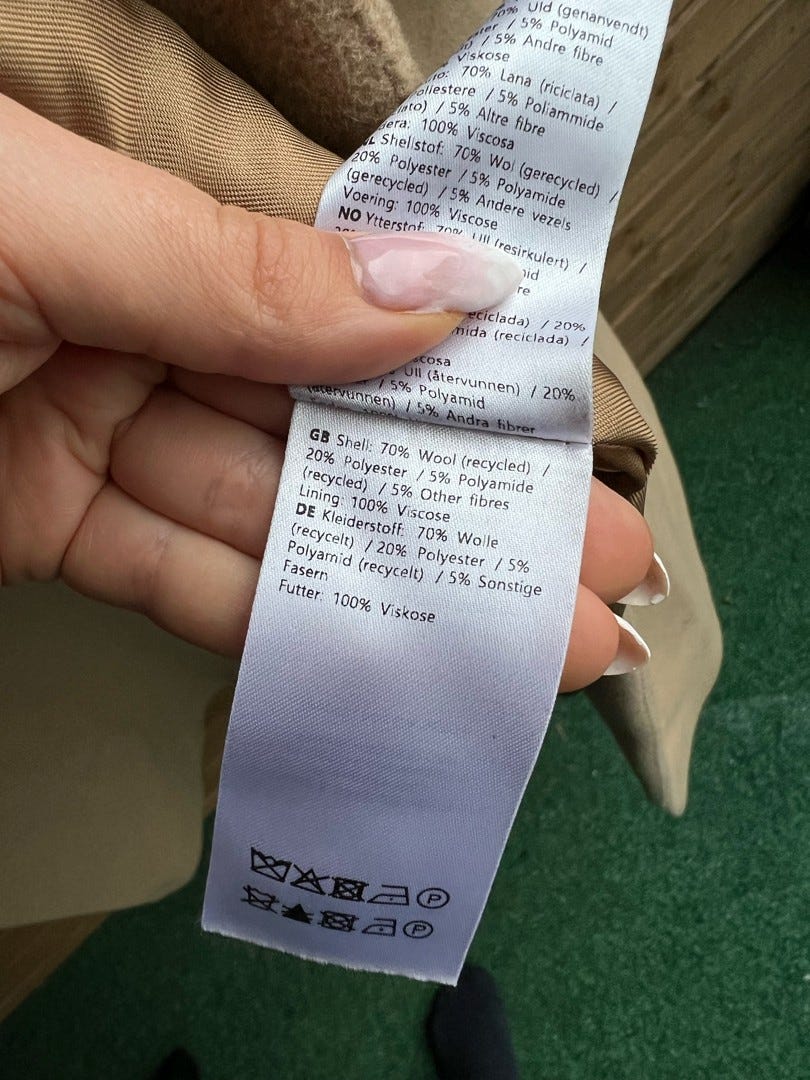 70% Uld (genanvendt)
/ 5% Polyamid
/ 5% Andre fibre
Viskose
70% Lana (riciclata) /
/ 5% Poliammide
/ 5% Altre fibre
100% Viscosa
Shellstof: 70% Wol (gerecycled) /
20% Polyester / 5% Polyamide
(gerecycled) / 5% Andere vezels
Voering: 100% Viscose
NO Ytterstof: 70% Ull (resirkulert) /
/ 20%
(reciclada) /
Ull (återvunnen) / 20%
/ 5% Polyamid
(återvunnen) / 5% Andra fibrer
GB Shell: 70% Wool (recycled) /
20% Polyester / 5% Polyamide
(recycled) / 5% Other fibres
Lining: 100% Viscose
DE Kleiderstoff: 70% Wolle
(recycelt) / 20% Polyester / 5%
Polyamid (recycelt) / 5% Sonstige
Fasern
Futter: 100% Viskose
P
P